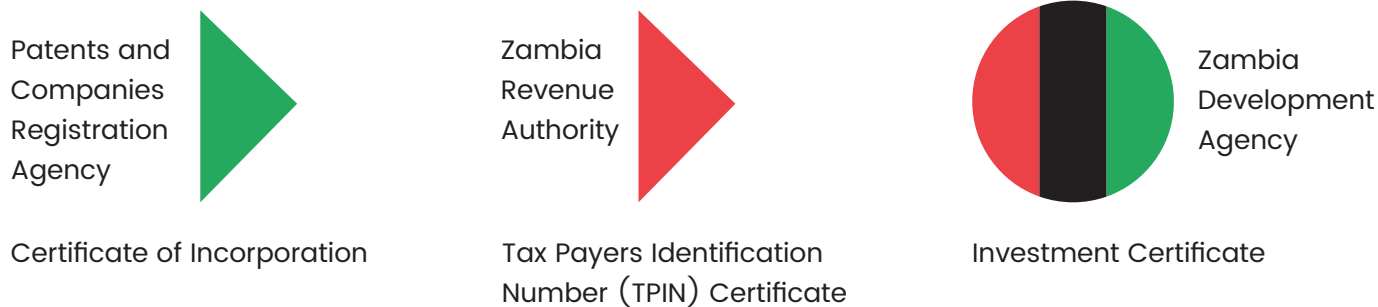 Patents and
Companies
Registration
Agency
Certificate of Incorporation
Zambia
Revenue
Authority
Tax Payers Identification
Number (TPIN) Certificate
Zambia
Development
Agency
Investment Certificate